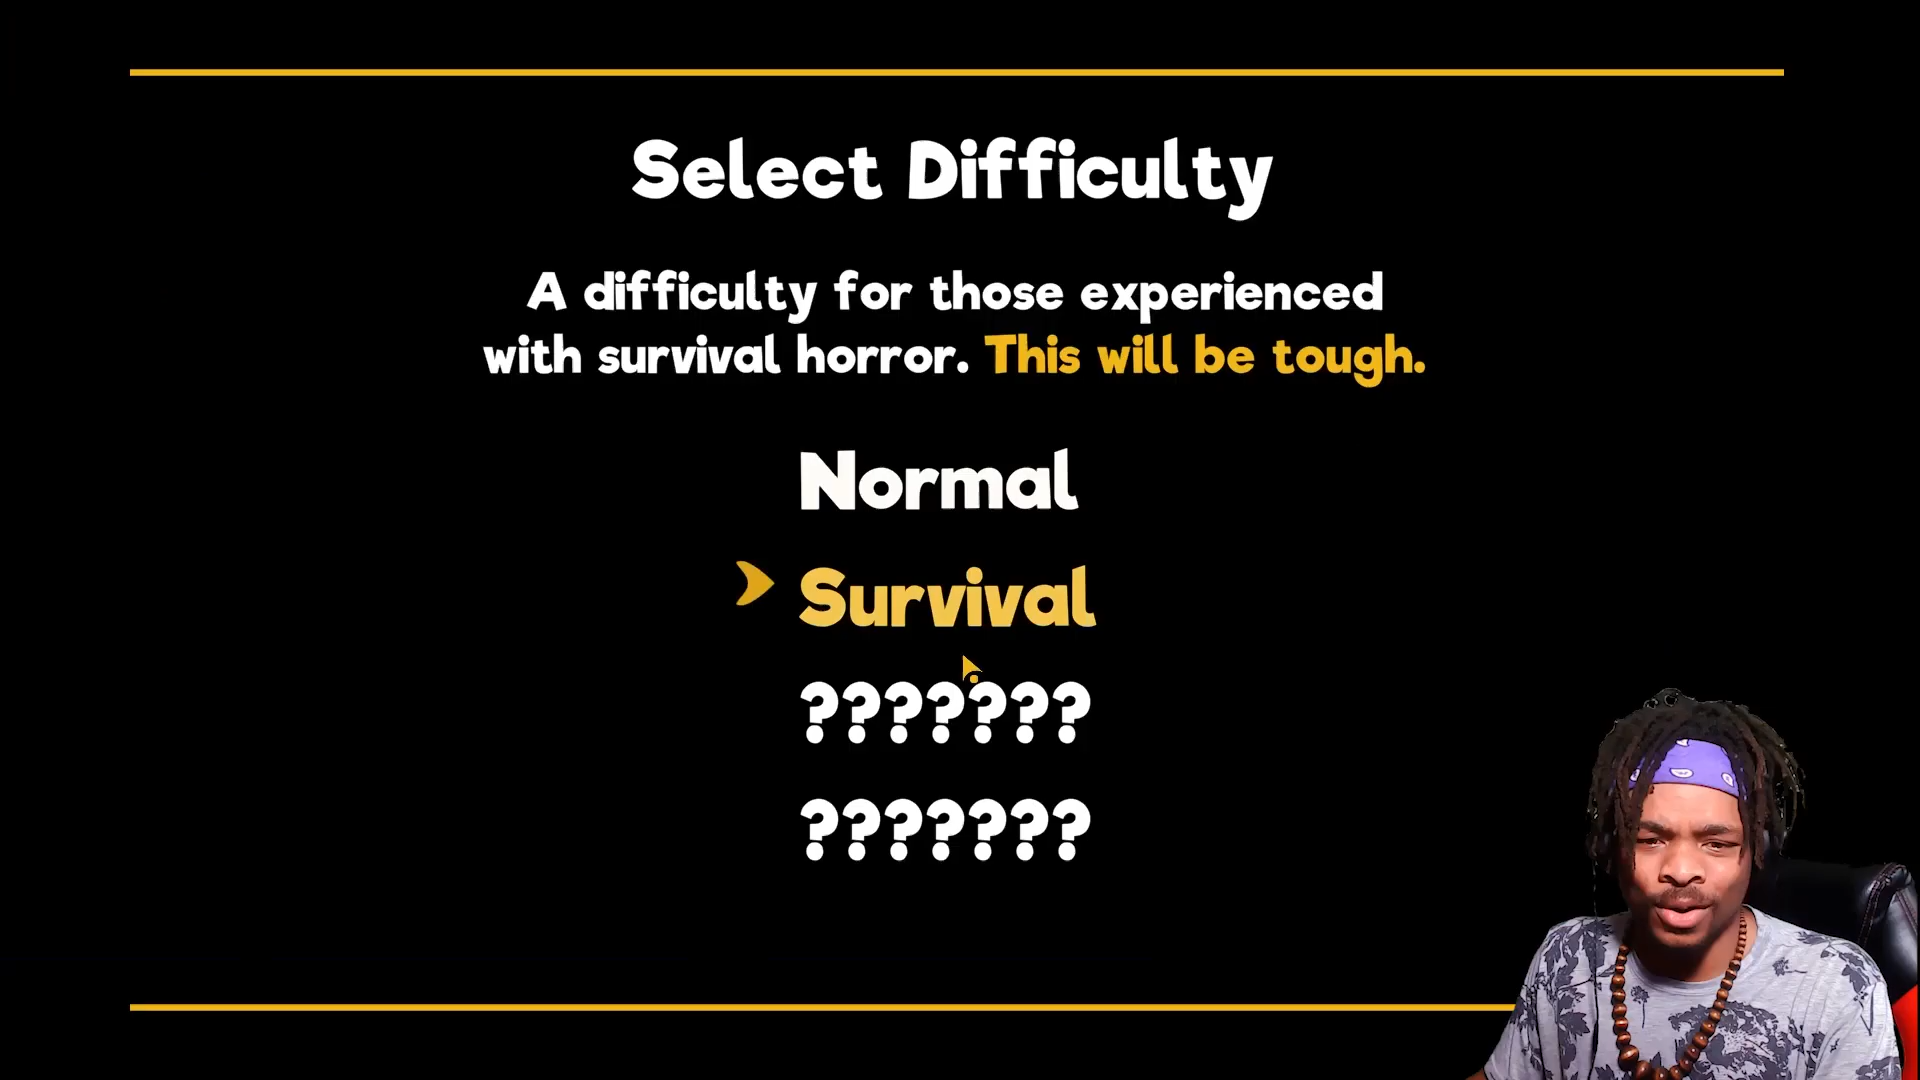 Select Difficulty
A difficulty for those experienced
with survival horror. This will be tough.
Normal
Survival
???????
???????